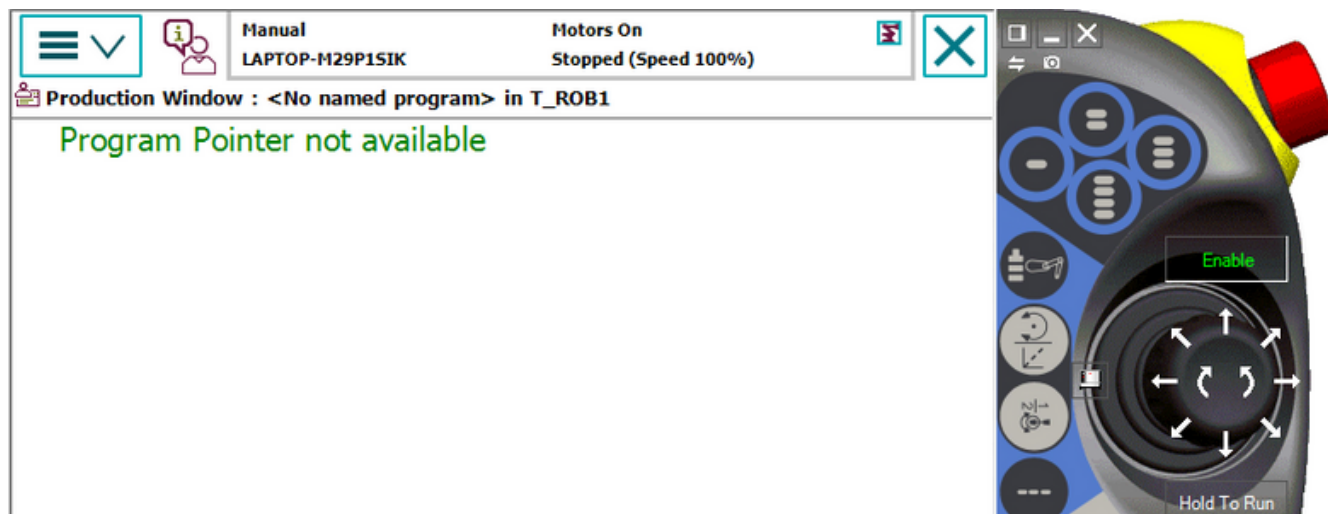 Manual
LAPTOP-M29P1SIK
Motors On
Stopped (Speed 100%)
Production Window : <No named program> in T_ROB1
Program Pointer not available
Enable
Hold To Run